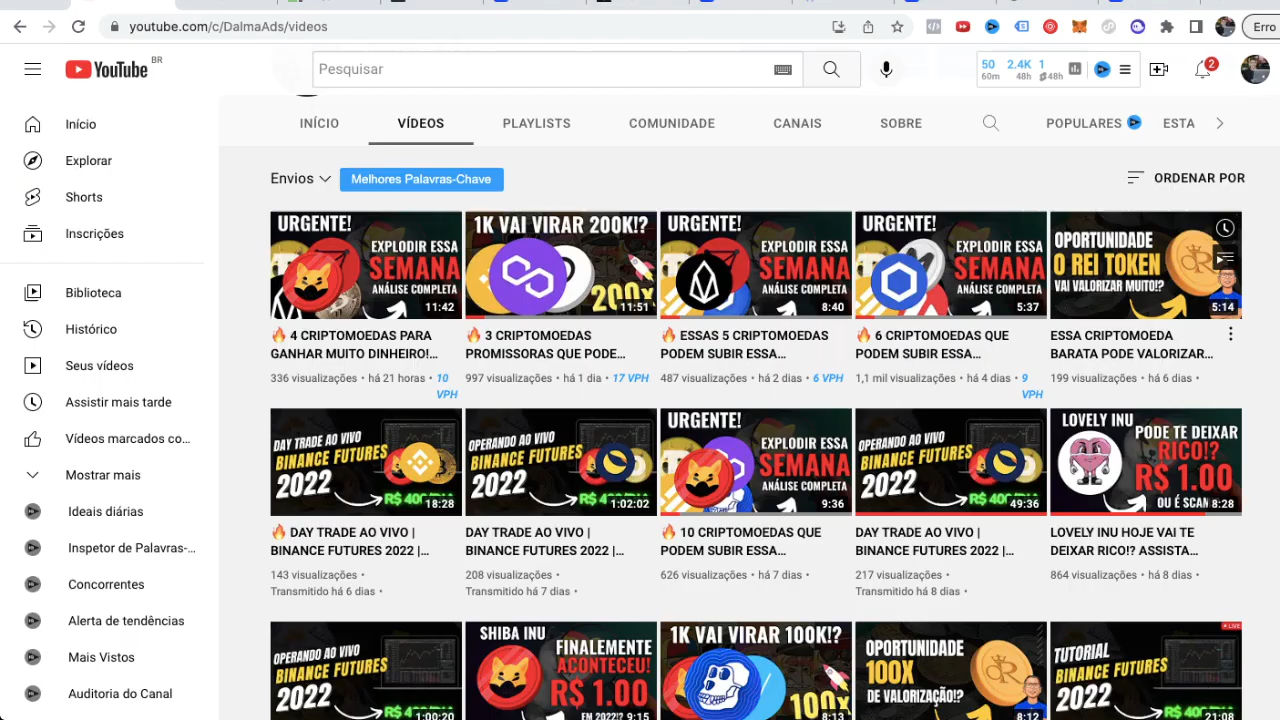 youtube.com/c/DalmaAds/videos
Erro
YouTube BR
Pesquisar
50 2.4K 1
60m 48h 48h
2
Início
Explorar
Shorts
Inscrições
Biblioteca
Histórico
Seus vídeos
Assistir mais tarde
Vídeos marcados co...
Mostrar mais
Ideais diárias
Inspetor de Palavras-...
Concorrentes
Alerta de tendências
Mais Vistos
Auditoria do Canal
INÍCIO VÍDEOS PLAYLISTS COMUNIDADE CANAIS SOBRE POPULARES ESTA
Envios Melhores Palavras-Chave ORDENAR POR
URGENTE!
EXPLODIR ESSA
SEMANA
ANÁLISE COMPLETA
11:42
4 CRIPTOMOEDAS PARA
GANHAR MUITO DINHEIRO!...
336 visualizações • há 21 horas • 10
VPH
1K VAI VIRAR 200K!?
200x
11:51
3 CRIPTOMOEDAS
PROMISSORAS QUE PODE...
997 visualizações • há 1 dia • 17 VPH
URGENTE!
EXPLODIR ESSA
SEMANA
ANÁLISE COMPLETA
8:40
ESSAS 5 CRIPTOMOEDAS
PODEM SUBIR ESSA...
487 visualizações • há 2 dias • 6 VPH
URGENTE!
EXPLODIR ESSA
SEMANA
ANÁLISE COMPLETA
5:37
6 CRIPTOMOEDAS QUE
PODEM SUBIR ESSA...
1,1 mil visualizações • há 4 dias • 9
VPH
OPORTUNIDADE
O REI TOKEN
VAI VALORIZAR MUITO!?
5:14
ESSA CRIPTOMOEDA
BARATA PODE VALORIZAR...
199 visualizações • há 6 dias •
DAY TRADE AO VIVO
BINANCE FUTURES
2022
18:28
DAY TRADE AO VIVO |
BINANCE FUTURES 2022 |...
143 visualizações •
Transmitido há 6 dias •
OPERANDO AO VIVO
BINANCE FUTURES
2022
1:02:02
DAY TRADE AO VIVO |
BINANCE FUTURES 2022 |...
208 visualizações •
Transmitido há 7 dias •
URGENTE!
EXPLODIR ESSA
SEMANA
ANÁLISE COMPLETA
9:36
10 CRIPTOMOEDAS QUE
PODEM SUBIR ESSA...
626 visualizações • há 7 dias •
OPERANDO AO VIVO
BINANCE FUTURES
2022
49:36
DAY TRADE AO VIVO |
BINANCE FUTURES 2022 |...
217 visualizações •
Transmitido há 8 dias •
LOVELY INU
PODE TE DEIXAR
RICO!?
R$ 1.00
OU É SCAM
8:28
LOVELY INU HOJE VAI TE
DEIXAR RICO!? ASSISTA...
864 visualizações • há 8 dias •
OPERANDO AO VIVO
BINANCE FUTURES
2022
1:00:20
SHIBA INU
FINALEMENTE
ACONTECEU!
R$ 1.00
EM 2022!?
9:15
1K VAI VIRAR 100K!?
100x
8:13
OPORTUNIDADE
100X
DE VALORIZAÇÃO!?
8:12
LIVE
TUTORIAL
BINANCE FUTURES
2022
21:08